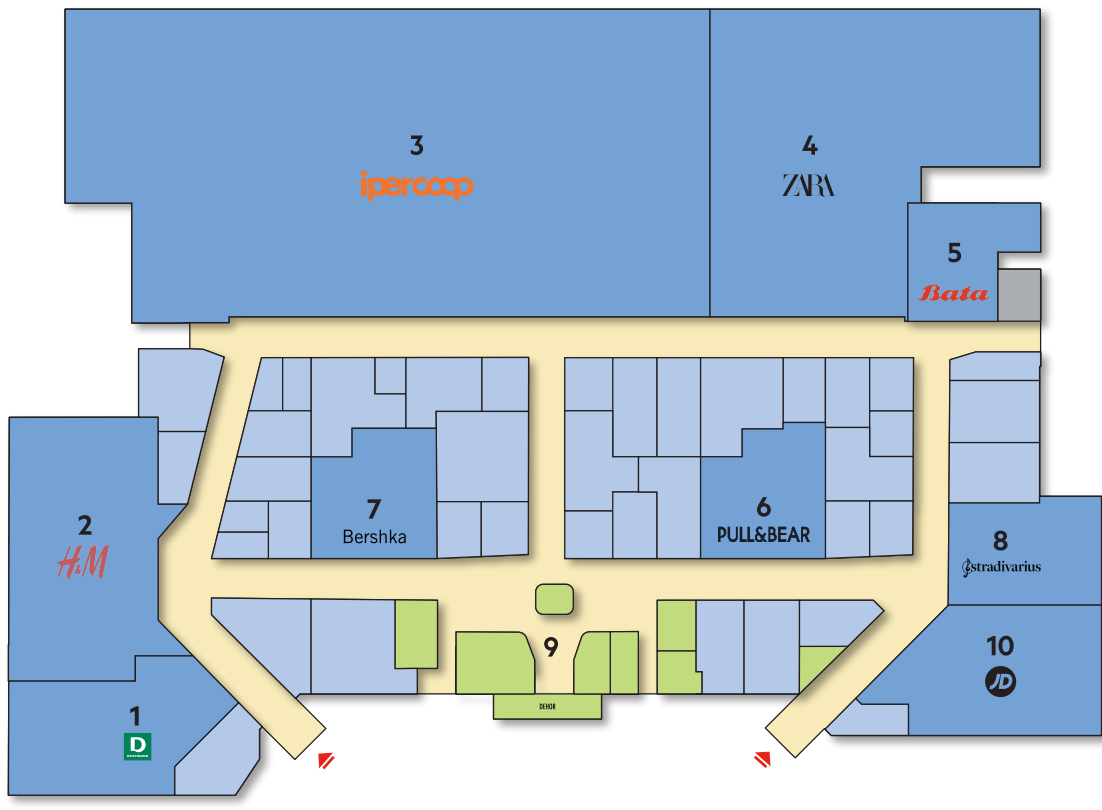 3
ipercoop
4
ZARA
5
Bata
2
H&M
7
Bershka
6
PULL&BEAR
8
stradivarius
9
10
JD
1
D
DEHOR